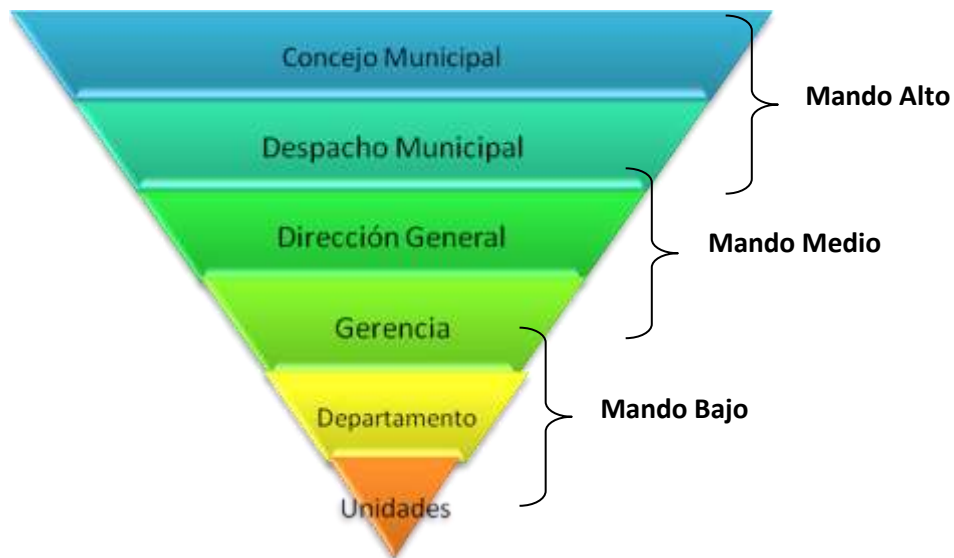 Concejo Municipal
Mando Alto
Despacho Municipal
Dirección General
Mando Medio
Gerencia
Departamento
Mando Bajo
Unidades